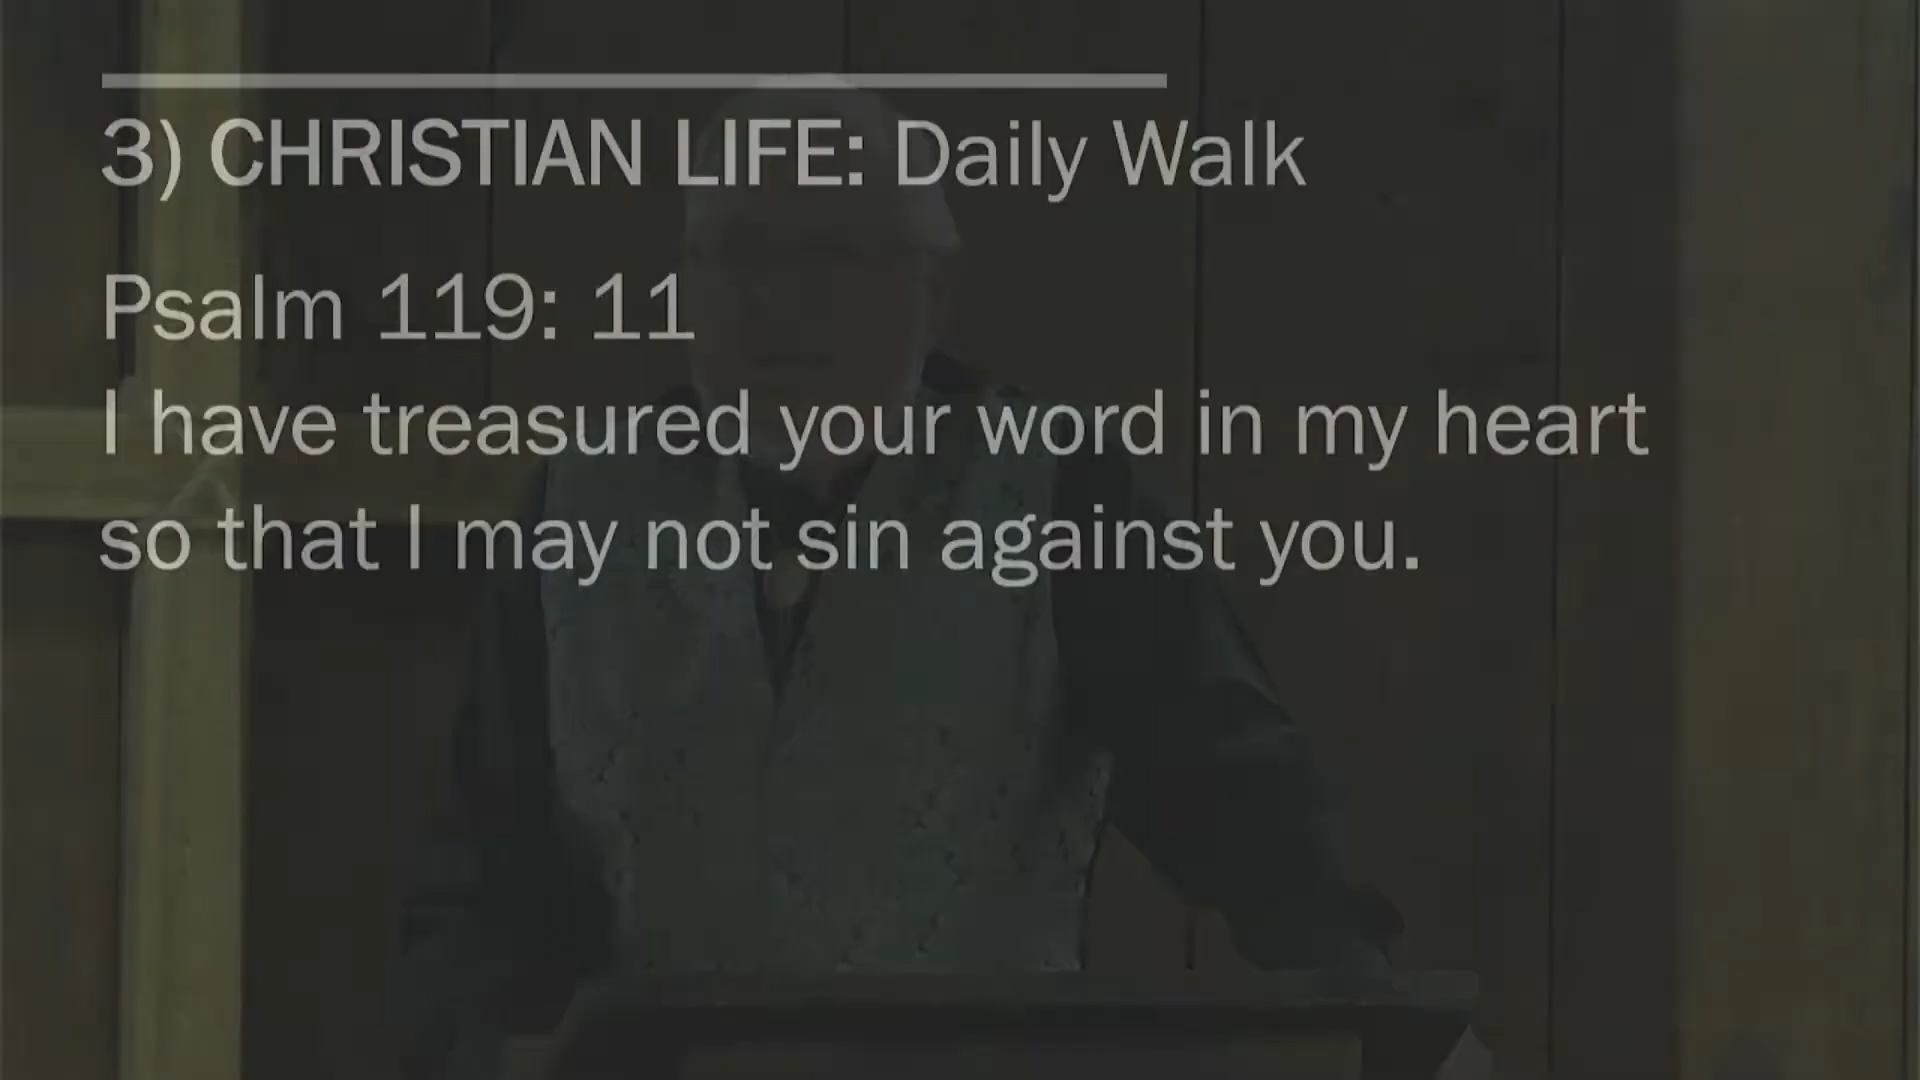 3) CHRISTIAN LIFE: Daily Walk
Psalm 119: 11
I have treasured your word in my heart
so that I may not sin against you.